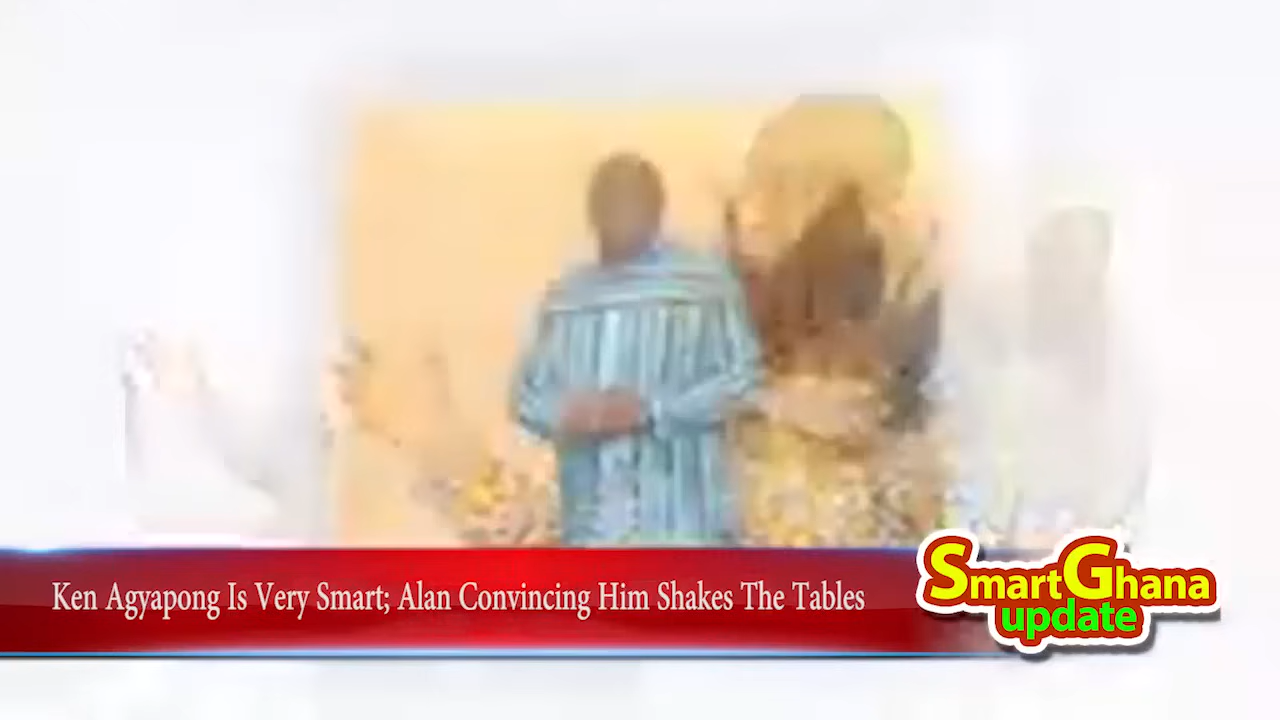 Ken Agyapong Is Very Smart; Alan Convincing Him Shakes The Tables
SmartGhana
update